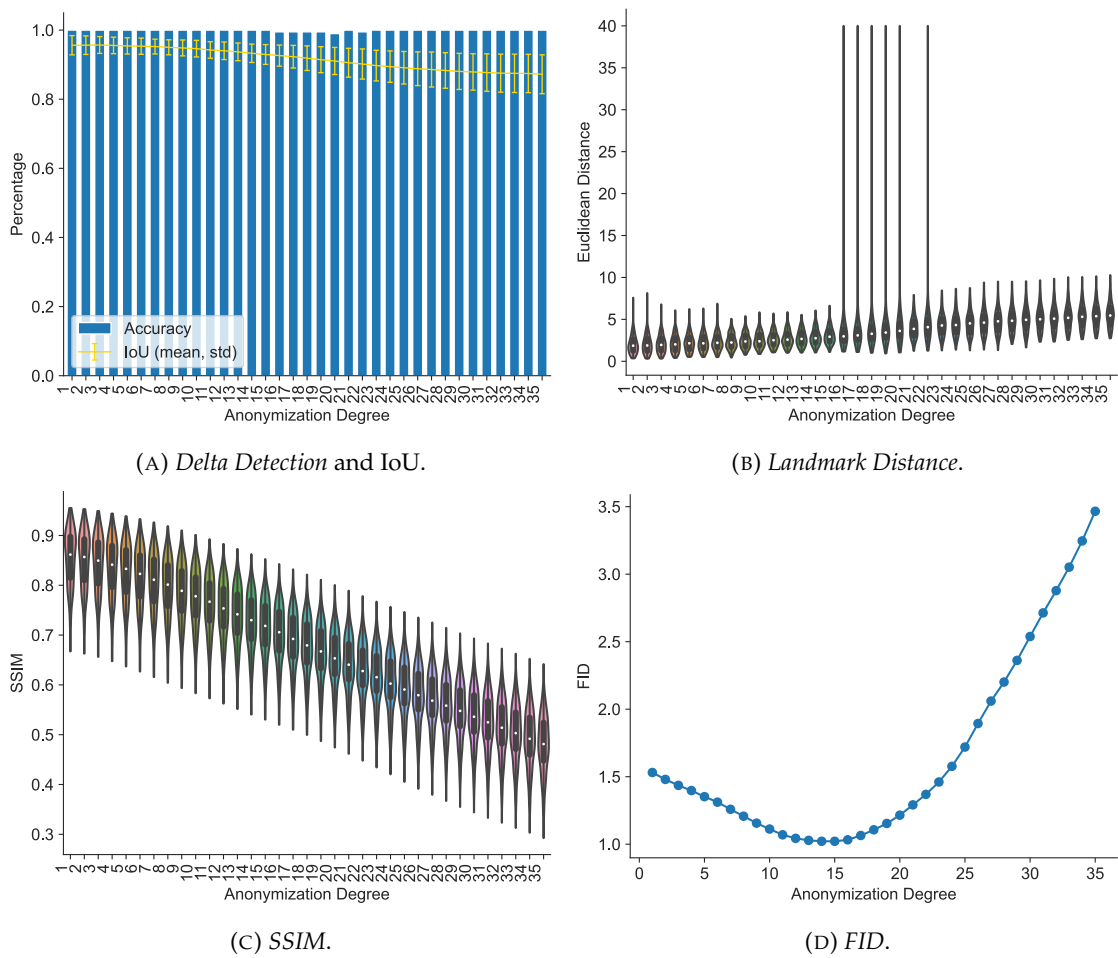 1.0
0.8
0.6
0.4
0.2
0.0
Percentage
Accuracy
IoU (mean, std)
1 2 3 4 5 6 7 8 9 10 11 12 13 14 15 16 17 18 19 20 21 22 23 24 25 26 27 28 29 30 31 32 33 34 35
Anonymization Degree
(A) Delta Detection and IoU.
40
35
30
25
20
15
10
5
0
Euclidean Distance
1 2 3 4 5 6 7 8 9 10 11 12 13 14 15 16 17 18 19 20 21 22 23 24 25 26 27 28 29 30 31 32 33 34 35
Anonymization Degree
(B) Landmark Distance.
0.9
0.8
0.7
0.6
0.5
0.4
0.3
SSIM
1 2 3 4 5 6 7 8 9 10 11 12 13 14 15 16 17 18 19 20 21 22 23 24 25 26 27 28 29 30 31 32 33 34 35
Anonymization Degree
(C) SSIM.
3.5
3.0
2.5
2.0
1.5
1.0
FID
0 5 10 15 20 25 30 35
Anonymization Degree
(D) FID.